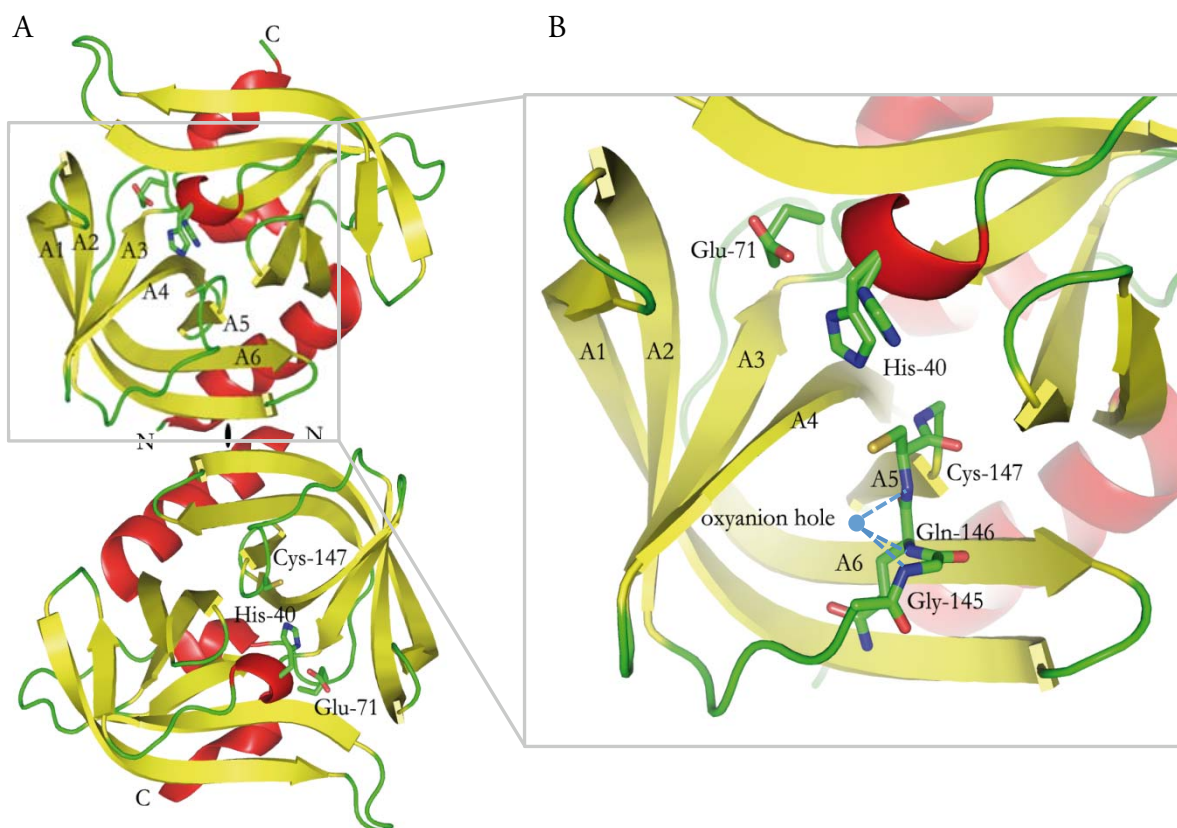 A
C
A1
A2
A3
A4
A5
A6
N
N
Cys-147
His-40
Glu-71
C
B
Glu-71
A1
A2
A3
His-40
A4
Cys-147
A5
oxyanion hole
Gln-146
A6
Gly-145